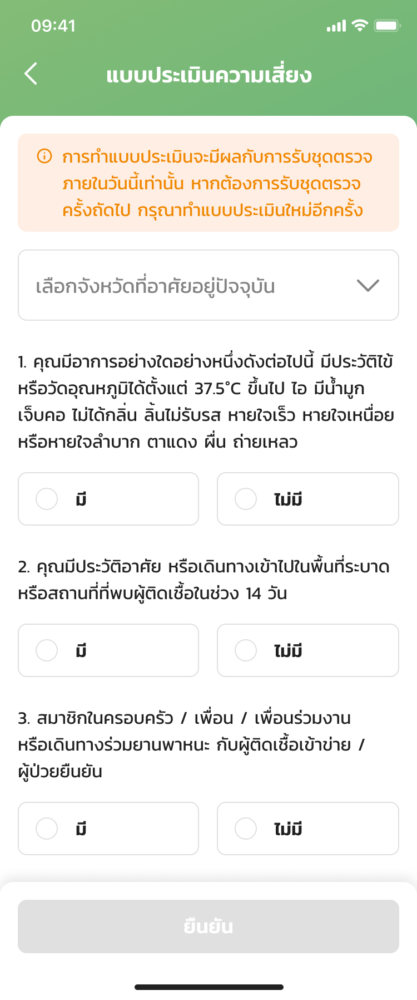 09:41
แบบประเมินความเสี่ยง
การทำแบบประเมินจะมีผลกับการรับชุดตรวจ
ภายในวันนี้เท่านั้น หากต้องการรับชุดตรวจ
ครั้งถัดไป กรุณาทำแบบประเมินใหม่อีกครั้ง
เลือกจังหวัดที่อาศัยอยู่ปัจจุบัน
1. คุณมีอาการอย่างใดอย่างหนึ่งดังต่อไปนี้ มีประวัติไข้
หรือวัดอุณหภูมิได้ตั้งแต่ 37.5°C ขึ้นไป ไอ มีน้ำมูก
เจ็บคอ ไม่ได้กลิ่น ลิ้นไม่รับรส หายใจเร็ว หายใจเหนื่อย
หรือหายใจลำบาก ตาแดง ผื่น ถ่ายเหลว
มี
ไม่มี
2. คุณมีประวัติอาศัย หรือเดินทางเข้าไปในพื้นที่ระบาด
หรือสถานที่ที่พบผู้ติดเชื้อในช่วง 14 วัน
มี
ไม่มี
3. สมาชิกในครอบครัว / เพื่อน / เพื่อนร่วมงาน
หรือเดินทางร่วมยานพาหนะ กับผู้ติดเชื้อเข้าข่าย /
ผู้ป่วยยืนยัน
มี
ไม่มี
ยืนยัน